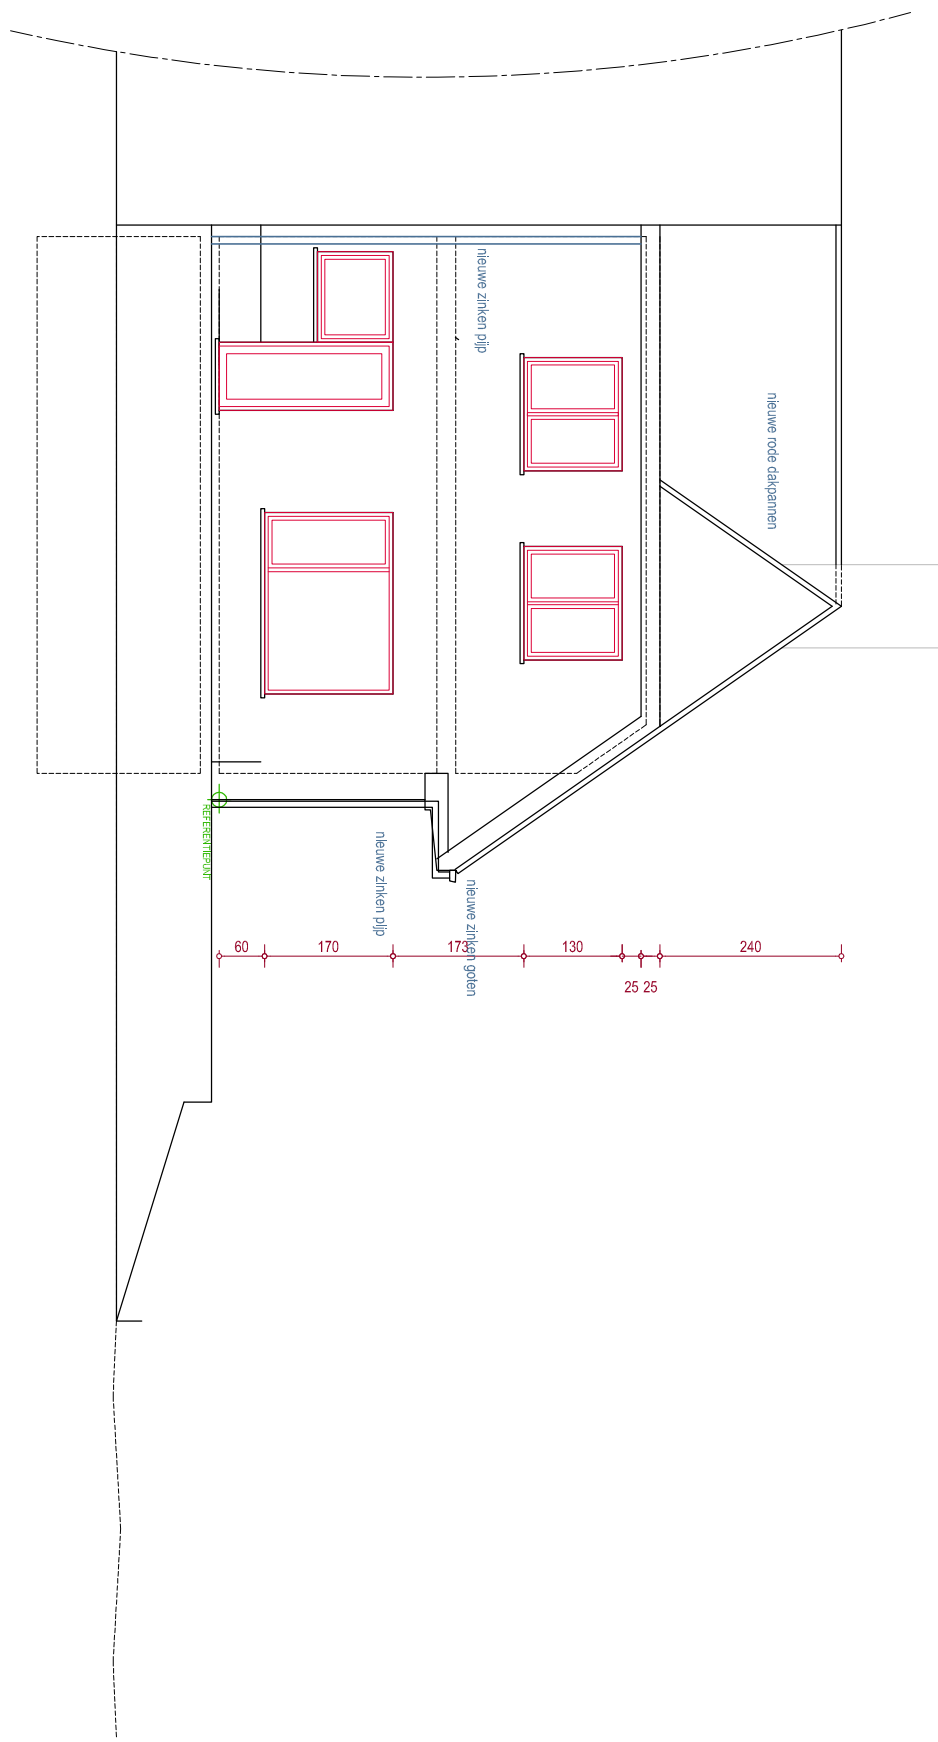 nieuwe zinken pijp
nieuwe rode dakpannen
REFERENTIEPUNT
nieuwe zinken pijp
nieuwe zinken goten
60 170 173 130 240
25 25